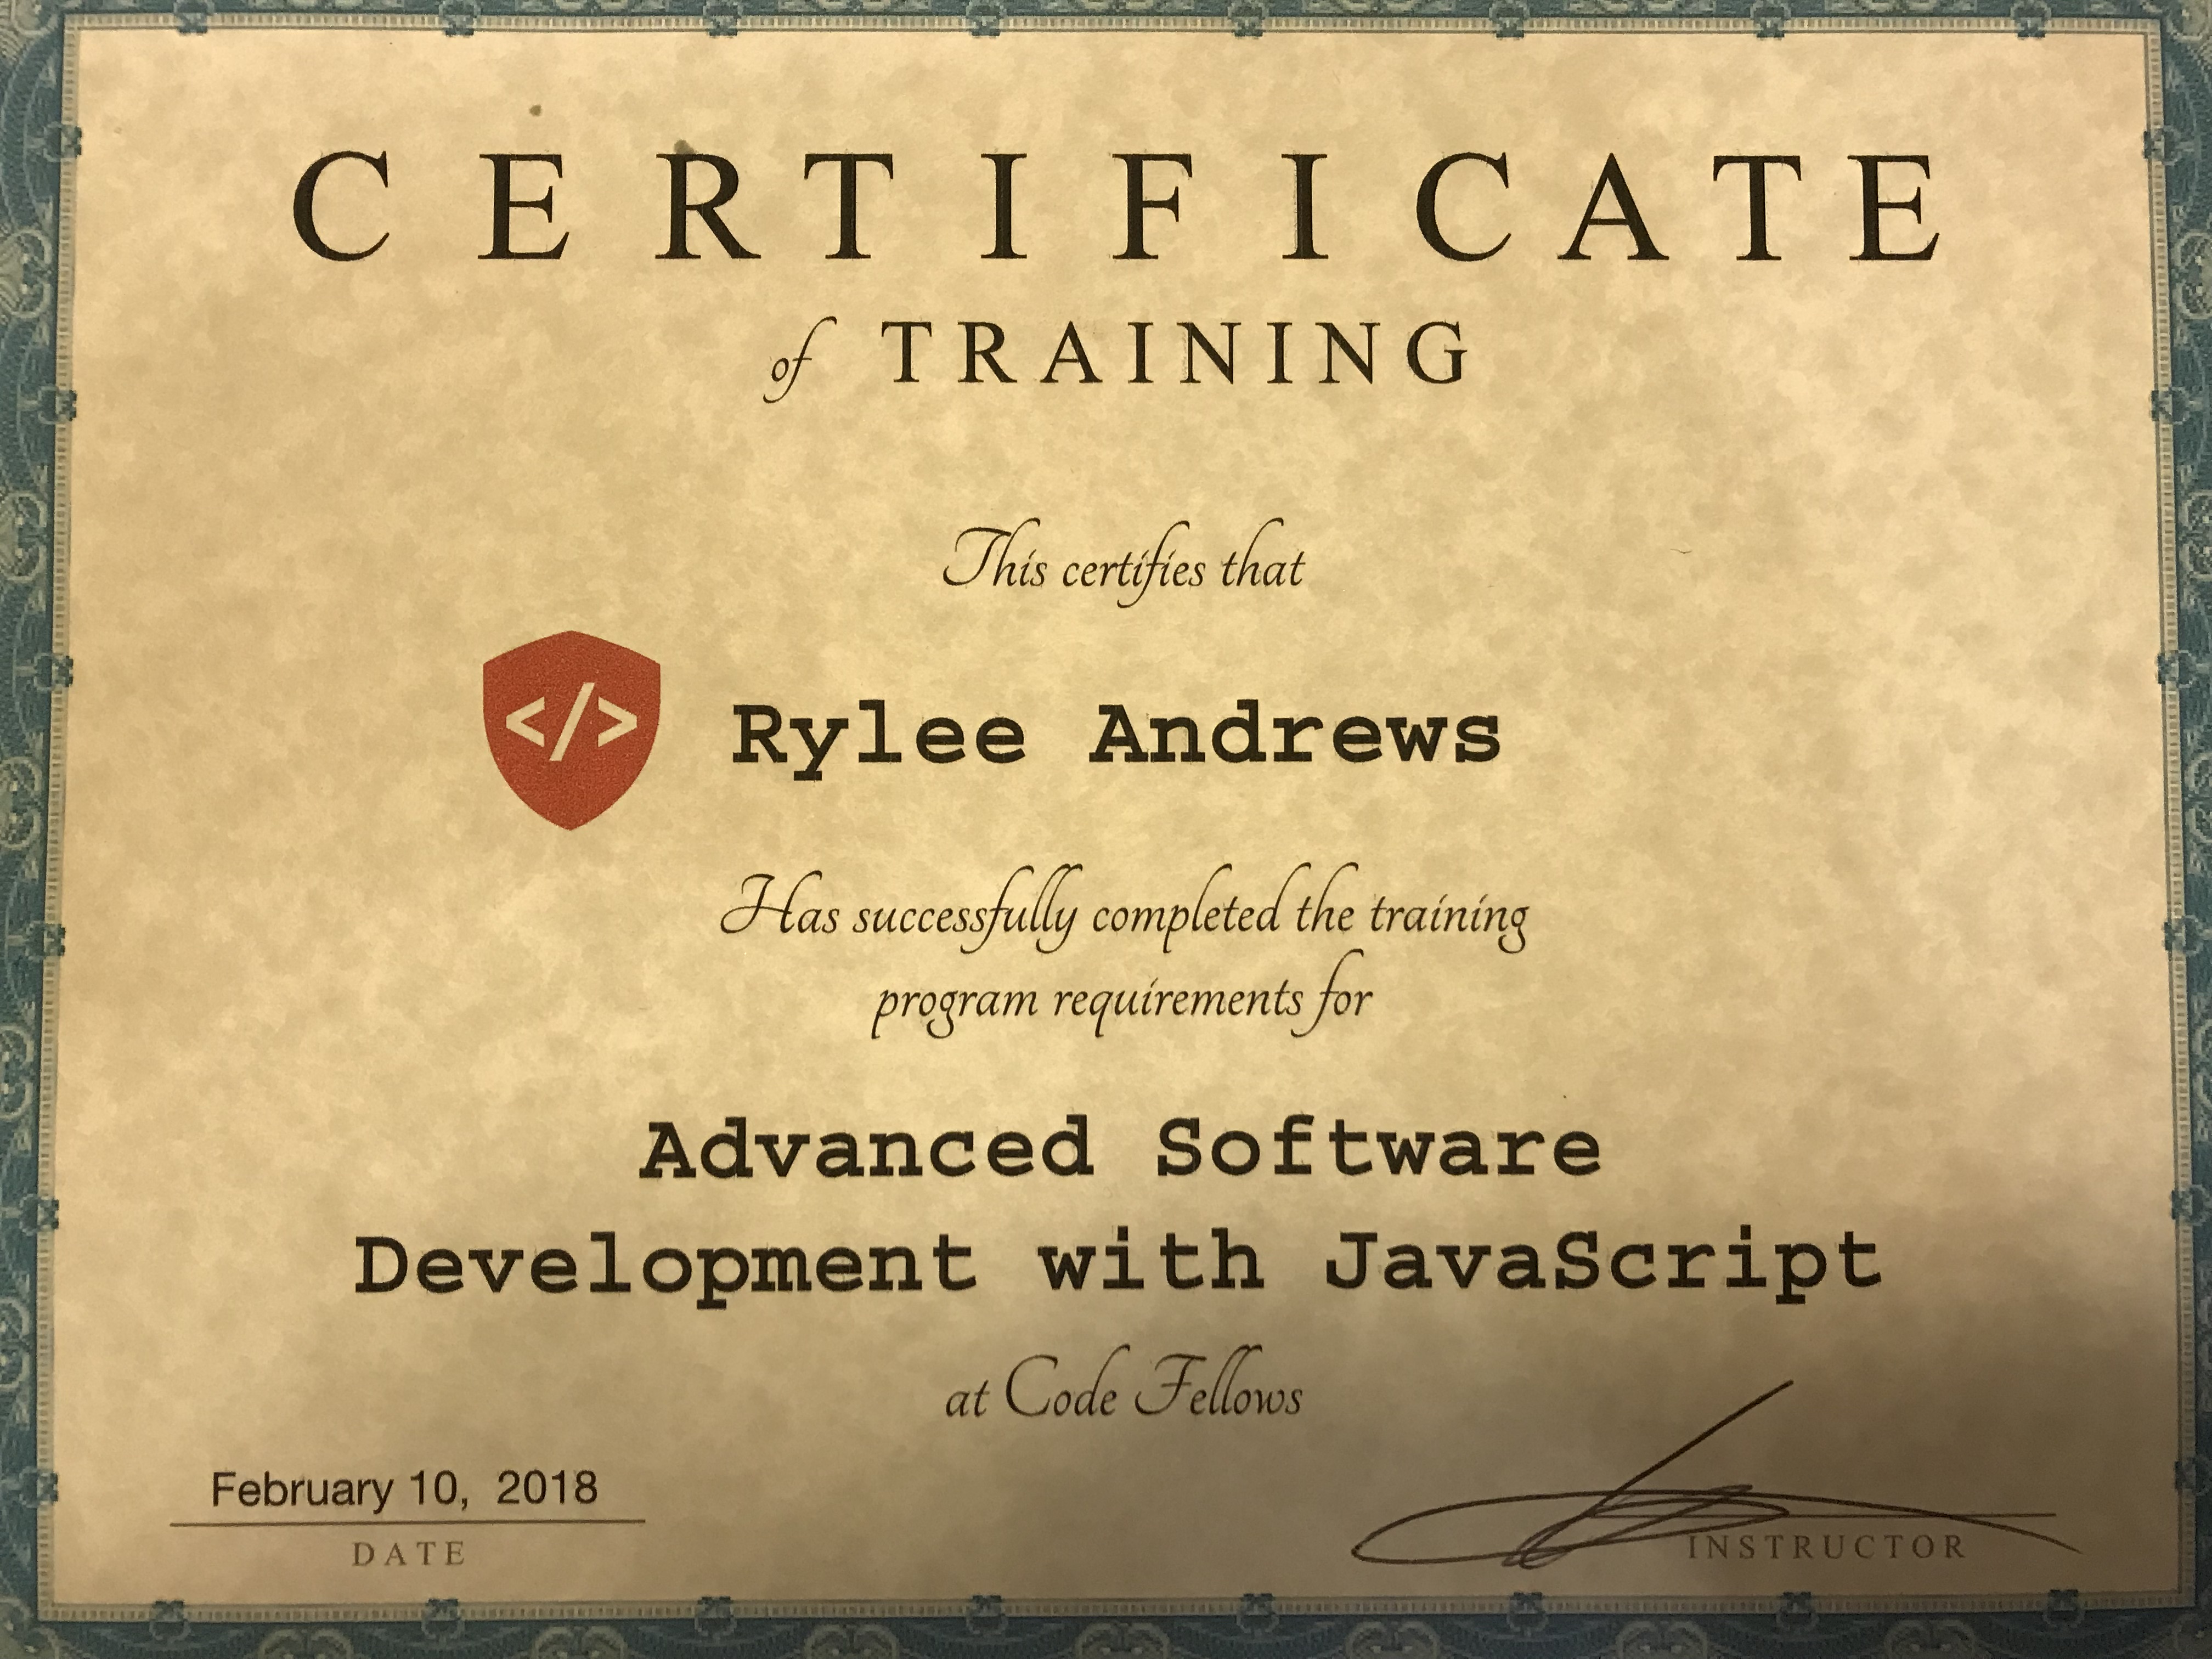 CERTIFICATE
of TRAINING
This certifies that
</> Rylee Andrews
Has successfully completed the training
program requirements for
Advanced Software
Development with JavaScript
at Code Fellows
February 10, 2018
DATE
INSTRUCTOR